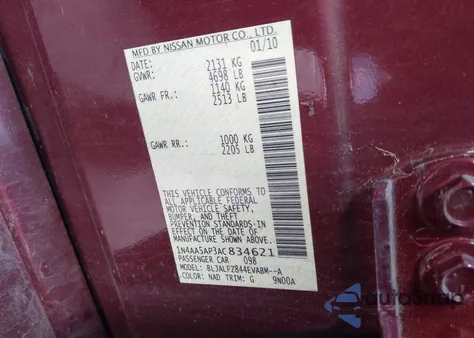 MFD BY NISSAN MOTOR CO., LTD.
DATE: 01/10
GVWR: 2131 KG
4698 LB
GAWR FR.: 1140 KG
2513 LB
GAWR RR.: 1000 KG
2205 LB
THIS VEHICLE CONFORMS TO
ALL APPLICABLE FEDERAL
MOTOR VEHICLE SAFETY,
BUMPER, AND THEFT
PREVENTION STANDARDS IN
EFFECT ON THE DATE OF
MANUFACTURE SHOWN ABOVE.
1N4AA5AP3AC834621
PASSENGER CAR 098
MODEL: BLJALFZ844EVABM--A
COLOR: NAD TRIM: G 9N00A
AutoSnap